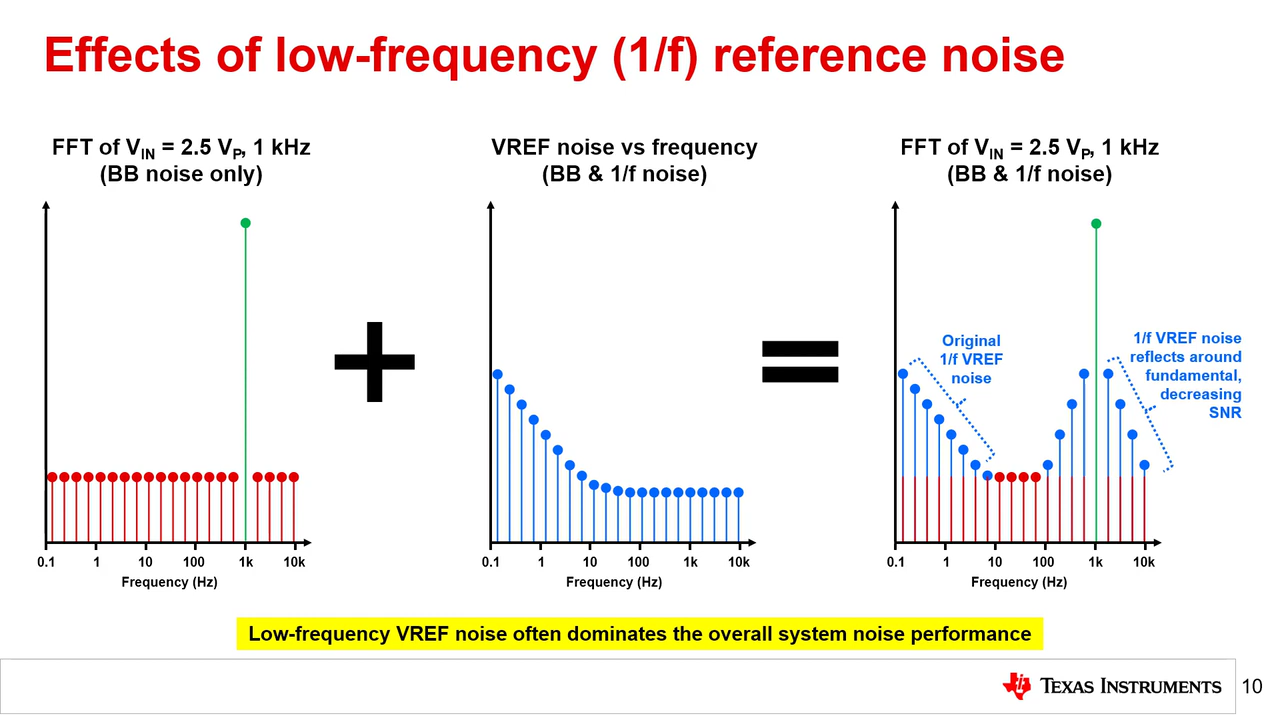 Effects of low-frequency (1/f) reference noise
FFT of VIN = 2.5 VP, 1 kHz
(BB noise only)
0.1 1 10 100 1k 10k
Frequency (Hz)
VREF noise vs frequency
(BB & 1/f noise)
0.1 1 10 100 1k 10k
Frequency (Hz)
FFT of VIN = 2.5 VP, 1 kHz
(BB & 1/f noise)
Original
1/f VREF
noise
1/f VREF noise
reflects around
fundamental,
decreasing
SNR
0.1 1 10 100 1k 10k
Frequency (Hz)
Low-frequency VREF noise often dominates the overall system noise performance
TEXAS INSTRUMENTS
10